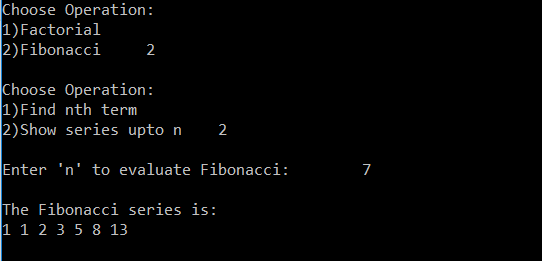 Choose Operation:
1)Factorial
2)Fibonacci     2
Choose Operation:
1)Find nth term
2)Show series upto n    2
Enter 'n' to evaluate Fibonacci:        7
The Fibonacci series is:
1 1 2 3 5 8 13